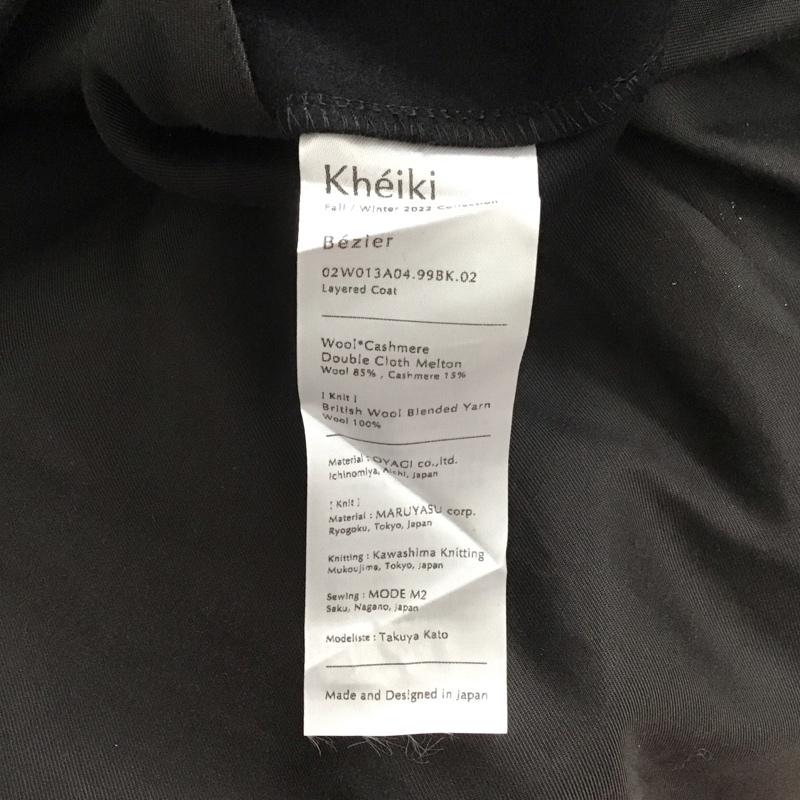 Khéiki
Fall / Winter 2022 Collection
Bézier
02W013A04.99BK.02
Layered Coat
Wool*Cashmere
Double Cloth Melton
Wool 85% , Cashmere 15%
[ Knit ]
British Wool Blended Yarn
Wool 100%
Material : OYAGI co.,ltd.
Ichinomiya, Aichi, Japan
[ Knit ]
Material : MARUYASU corp.
Ryogoku, Tokyo, Japan
Knitting : Kawashima Knitting
Mukoujima, Tokyo, Japan
Sewing : MODE M2
Saku, Nagano, Japan
Modeliste : Takuya Kato
Made and Designed in Japan